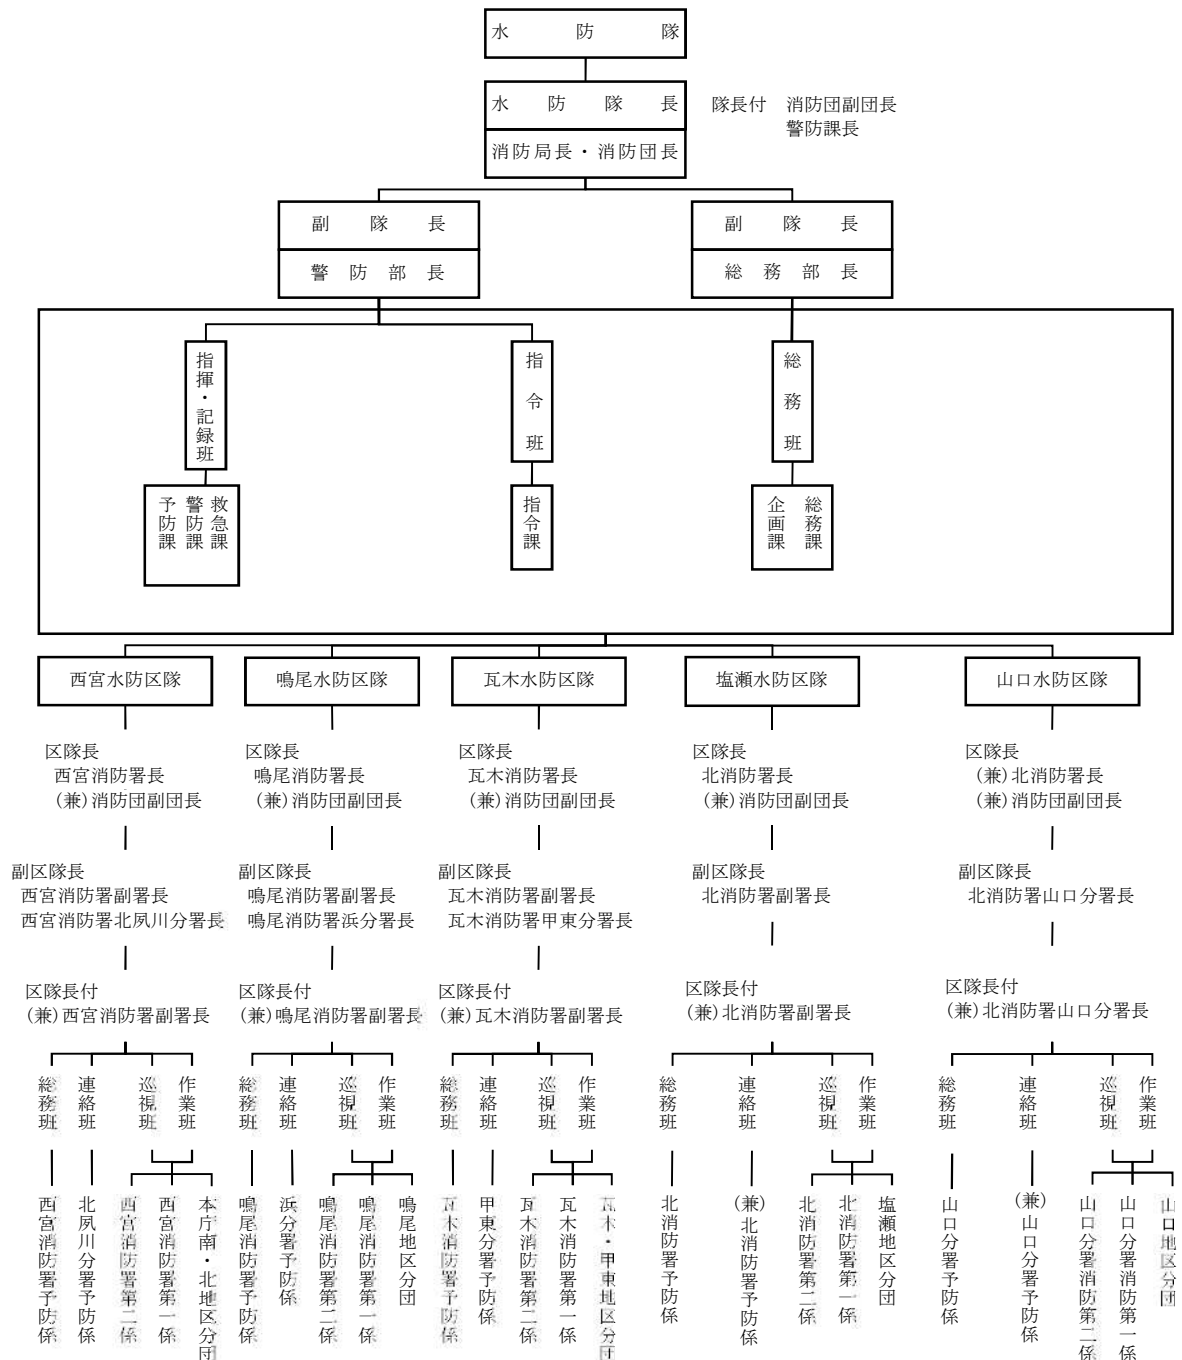 水防隊
水防隊長
隊長付　消防団副団長
警防課長
消防局長・消防団長
副隊長
警防部長
副隊長
総務部長
指揮・記録班
指令班
総務班
救急課
警防課
予防課
指令課
総務課
企画課
西宮水防区隊
鳴尾水防区隊
瓦木水防区隊
塩瀬水防区隊
山口水防区隊
区隊長
西宮消防署長
(兼)消防団副団長
区隊長
鳴尾消防署長
(兼)消防団副団長
区隊長
瓦木消防署長
(兼)消防団副団長
区隊長
北消防署長
(兼)消防団副団長
区隊長
(兼)北消防署長
(兼)消防団副団長
副区隊長
西宮消防署副署長
西宮消防署北夙川分署長
副区隊長
鳴尾消防署副署長
鳴尾消防署浜分署長
副区隊長
瓦木消防署副署長
瓦木消防署甲東分署長
副区隊長
北消防署副署長
副区隊長
北消防署山口分署長
区隊長付
(兼)西宮消防署副署長
区隊長付
(兼)鳴尾消防署副署長
区隊長付
(兼)瓦木消防署副署長
区隊長付
(兼)北消防署副署長
区隊長付
(兼)北消防署山口分署長
総務班
連絡班
巡視班
作業班
総務班
連絡班
巡視班
作業班
総務班
連絡班
巡視班
作業班
総務班
連絡班
巡視班
作業班
総務班
連絡班
巡視班
作業班
西宮消防署予防係
北夙川分署予防係
西宮消防署第二係
西宮消防署第一係
本庁南・北地区分団
鳴尾消防署予防係
浜分署予防係
鳴尾消防署第二係
鳴尾消防署第一係
鳴尾地区分団
瓦木消防署予防係
甲東分署予防係
瓦木消防署第二係
瓦木消防署第一係
瓦木・甲東地区分団
北消防署予防係
(兼)北消防署予防係
北消防署第二係
北消防署第一係
塩瀬地区分団
山口分署予防係
(兼)山口分署予防係
山口分署消防第二係
山口分署消防第一係
山口地区分団